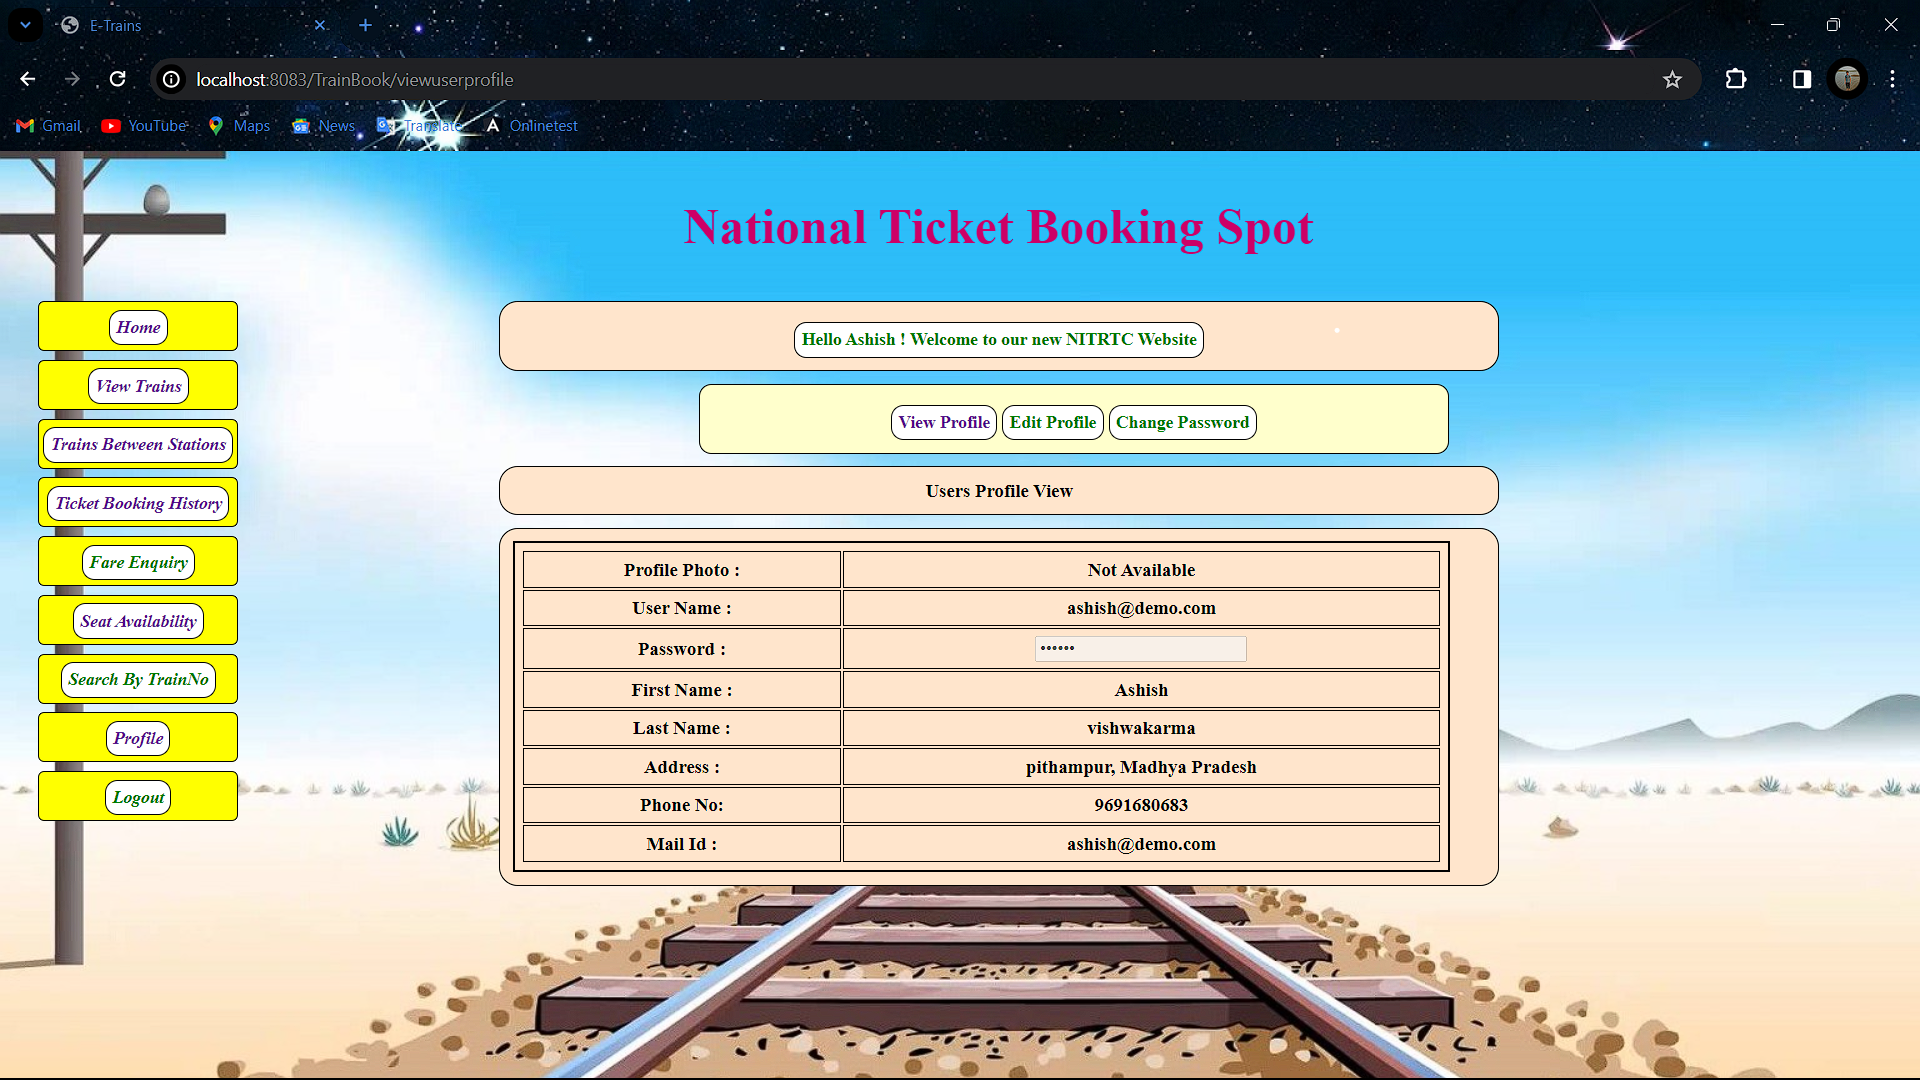 E-Trains
localhost:8083/TrainBook/viewuserprofile
Gmail YouTube Maps News Translate Onlinetest
National Ticket Booking Spot
Home
View Trains
Trains Between Stations
Ticket Booking History
Fare Enquiry
Seat Availability
Search By TrainNo
Profile
Logout
Hello Ashish ! Welcome to our new NITRTC Website
View Profile Edit Profile Change Password
Users Profile View
Profile Photo : Not Available
User Name : ashish@demo.com
Password : ••••••
First Name : Ashish
Last Name : vishwakarma
Address : pithampur, Madhya Pradesh
Phone No: 9691680683
Mail Id : ashish@demo.com